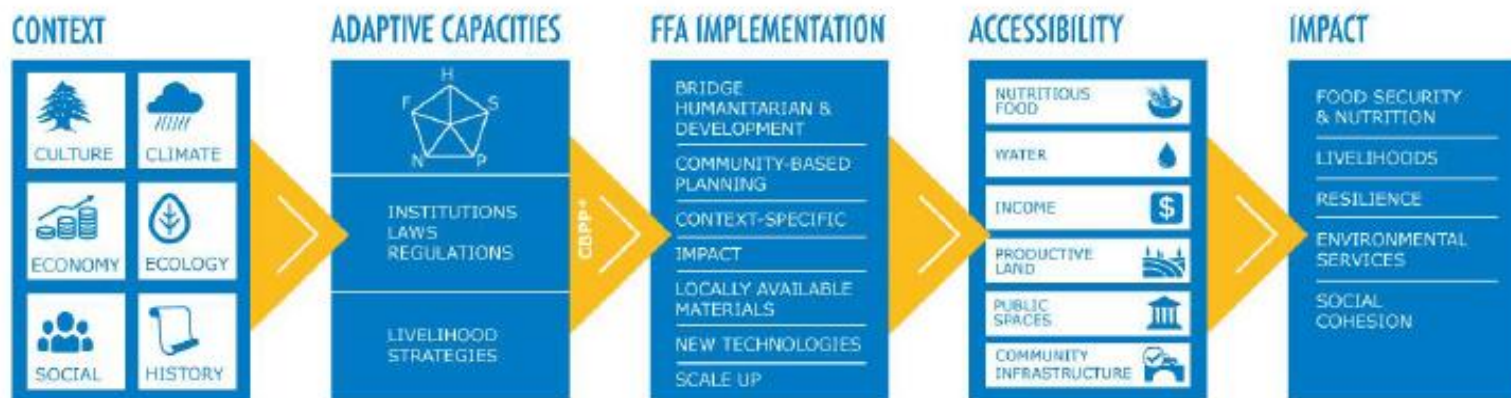 CONTEXT
CULTURE
CLIMATE
ECONOMY
ECOLOGY
SOCIAL
HISTORY
ADAPTIVE CAPACITIES
H
F
S
N
P
INSTITUTIONS
LAWS
REGULATIONS
LIVELIHOOD
STRATEGIES
CBPP+
FFA IMPLEMENTATION
BRIDGE
HUMANITARIAN &
DEVELOPMENT
COMMUNITY-BASED
PLANNING
CONTEXT-SPECIFIC
IMPACT
LOCALLY AVAILABLE
MATERIALS
NEW TECHNOLOGIES
SCALE UP
ACCESSIBILITY
NUTRITIOUS
FOOD
WATER
INCOME
$
PRODUCTIVE
LAND
PUBLIC
SPACES
COMMUNITY
INFRASTRUCTURE
IMPACT
FOOD SECURITY
& NUTRITION
LIVELIHOODS
RESILIENCE
ENVIRONMENTAL
SERVICES
SOCIAL
COHESION